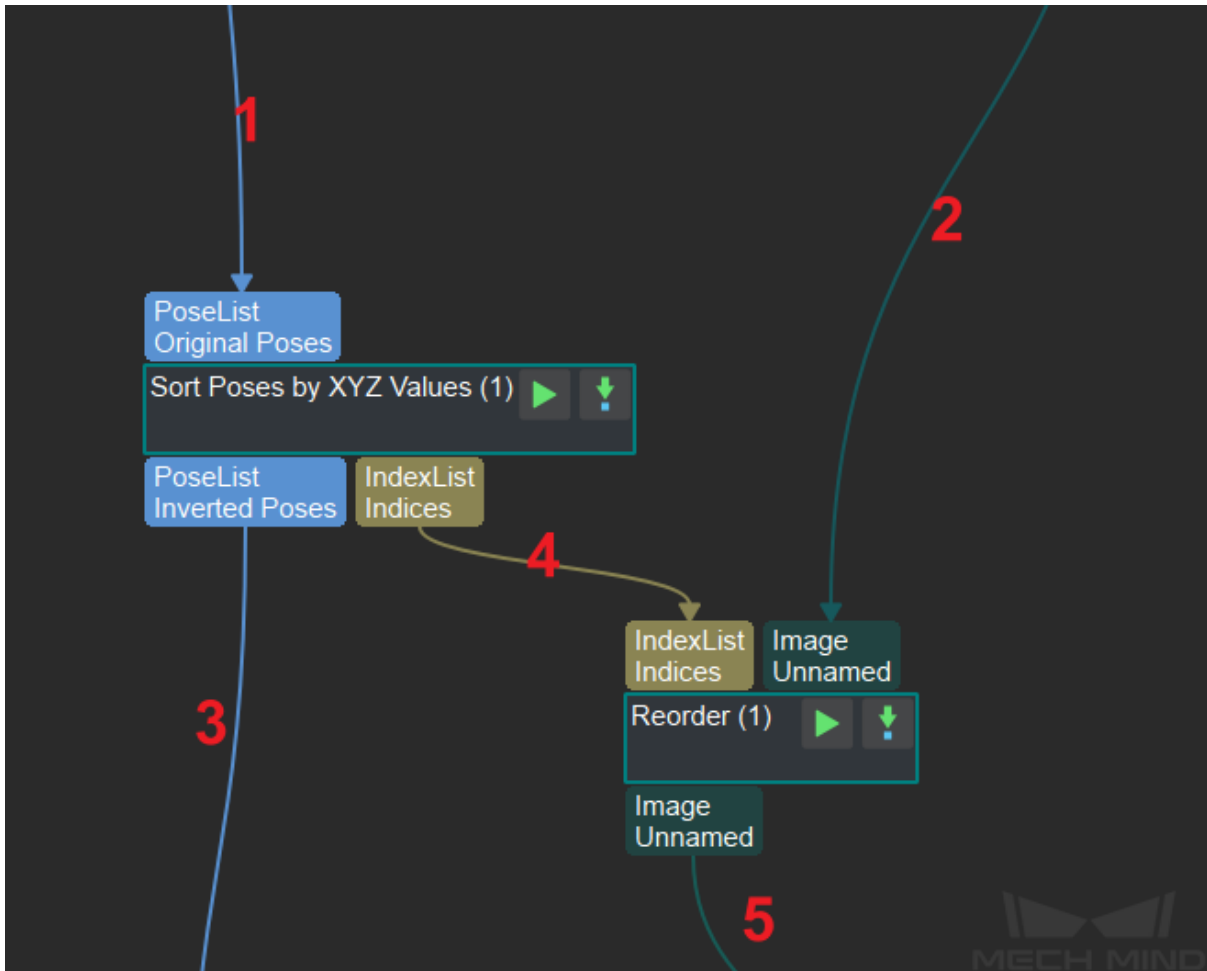 1
2
PoseList
Original Poses
Sort Poses by XYZ Values (1)
PoseList
Inverted Poses
IndexList
Indices
4
IndexList
Indices
Image
Unnamed
3
Reorder (1)
Image
Unnamed
5
MECH MIND